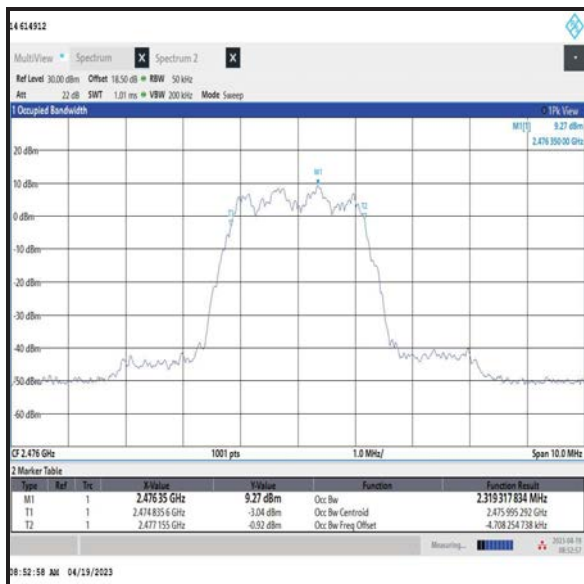 14 614912
MultiView Spectrum X Spectrum 2 X
Ref Level 30.00 dBm Offset 18.50 dB RBW 50 kHz
Att 22 dB SWT 1.01 ms VBW 200 kHz Mode Sweep
1 Occupied Bandwidth 1Pk View
M1[1] 9.27 dBm
2.476 350 00 GHz
20 dBm
M1
10 dBm
T1 T2
0 dBm
-10 dBm
-20 dBm
-30 dBm
-40 dBm
-50 dBm
-60 dBm
CF 2.476 GHz 1001 pts 1.0 MHz/ Span 10.0 MHz
2 Marker Table
Type Ref Trc X-Value Y-Value Function Function Result
M1 1 2.47635 GHz 9.27 dBm Occ Bw 2.319 317 834 MHz
T1 1 2.474 835 6 GHz -3.04 dBm Occ Bw Centroid 2.475 995 292 GHz
T2 1 2.477 155 GHz -0.92 dBm Occ Bw Freq Offset -4.708 254 738 kHz
Measuring... 2023-04-19
08:52:57
08:52:58 AM 04/19/2023